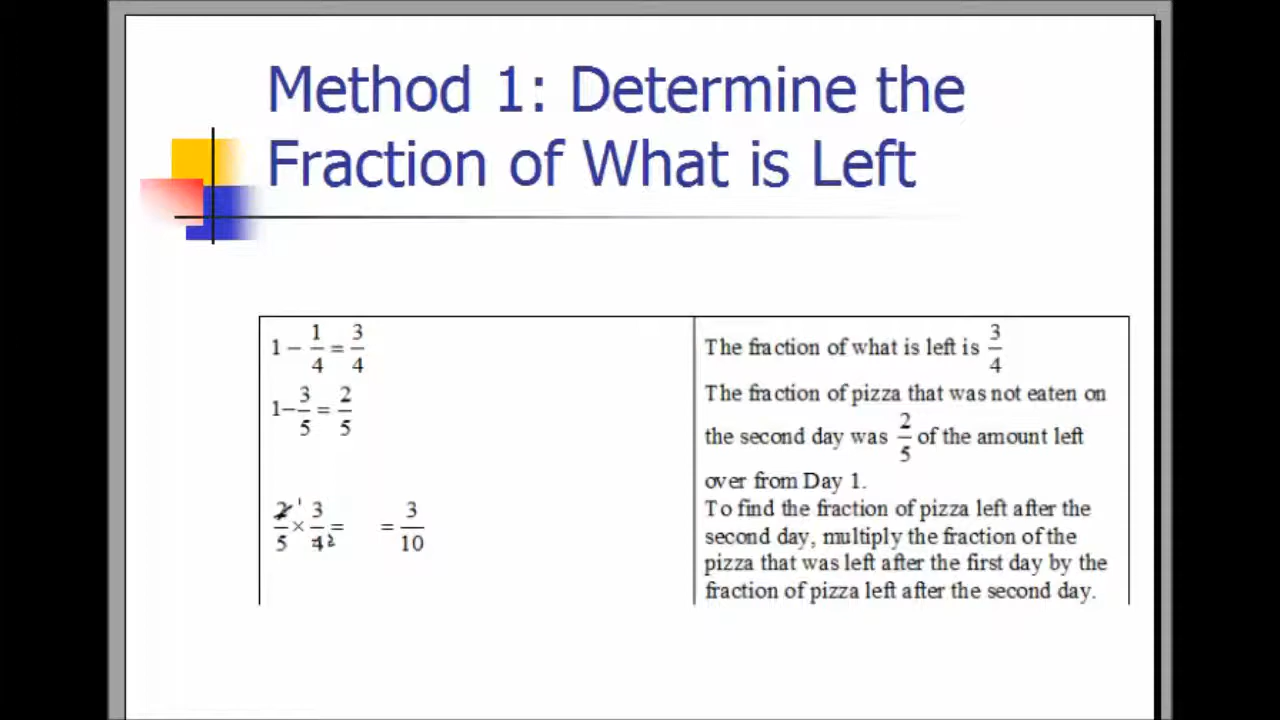 Method 1: Determine the
Fraction of What is Left
1 − 1/4 = 3/4
1 − 3/5 = 2/5
2/5 × 3/4 = = 3/10
1
2
The fraction of what is left is 3/4
The fraction of pizza that was not eaten on
the second day was 2/5 of the amount left
over from Day 1.
To find the fraction of pizza left after the
second day, multiply the fraction of the
pizza that was left after the first day by the
fraction of pizza left after the second day.